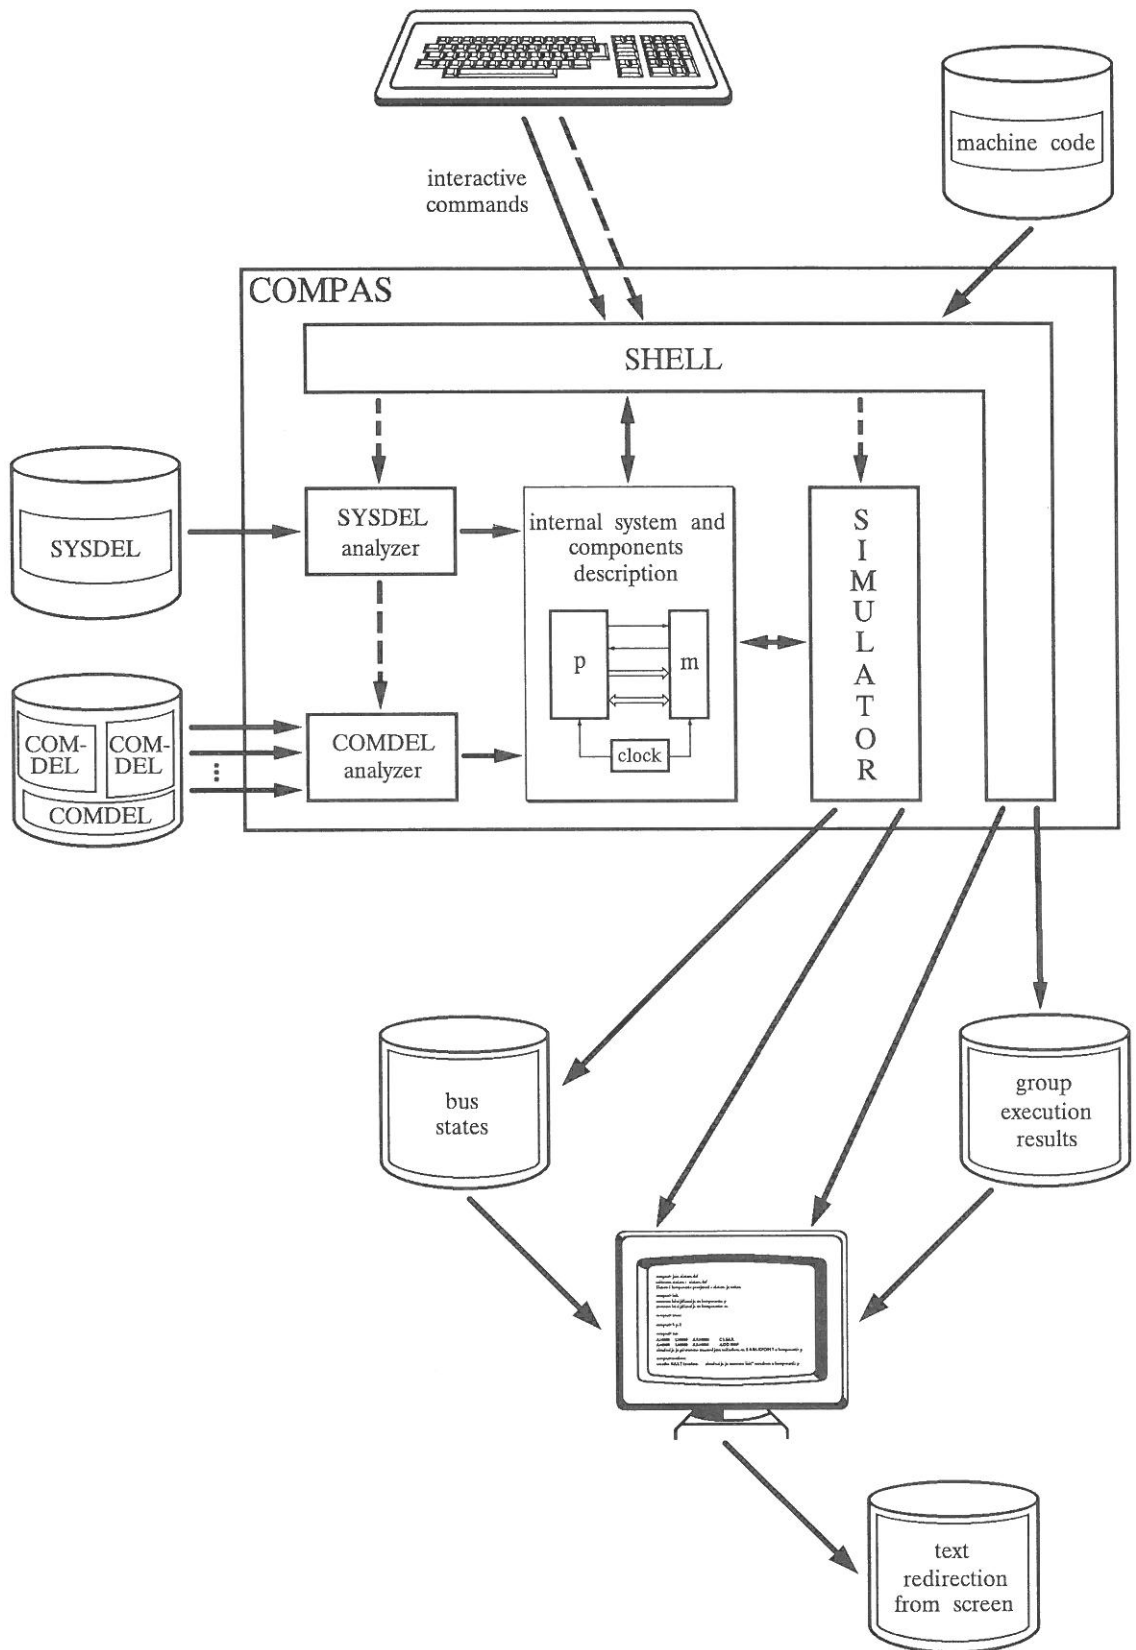 machine code
interactive
commands
COMPAS
SHELL
SYSDEL
SYSDEL
analyzer
internal system and
components
description
p
m
clock
S
I
M
U
L
A
T
O
R
COM-
DEL
COM-
DEL
COMDEL
COMDEL
analyzer
bus
states
group
execution
results
text
redirection
from screen